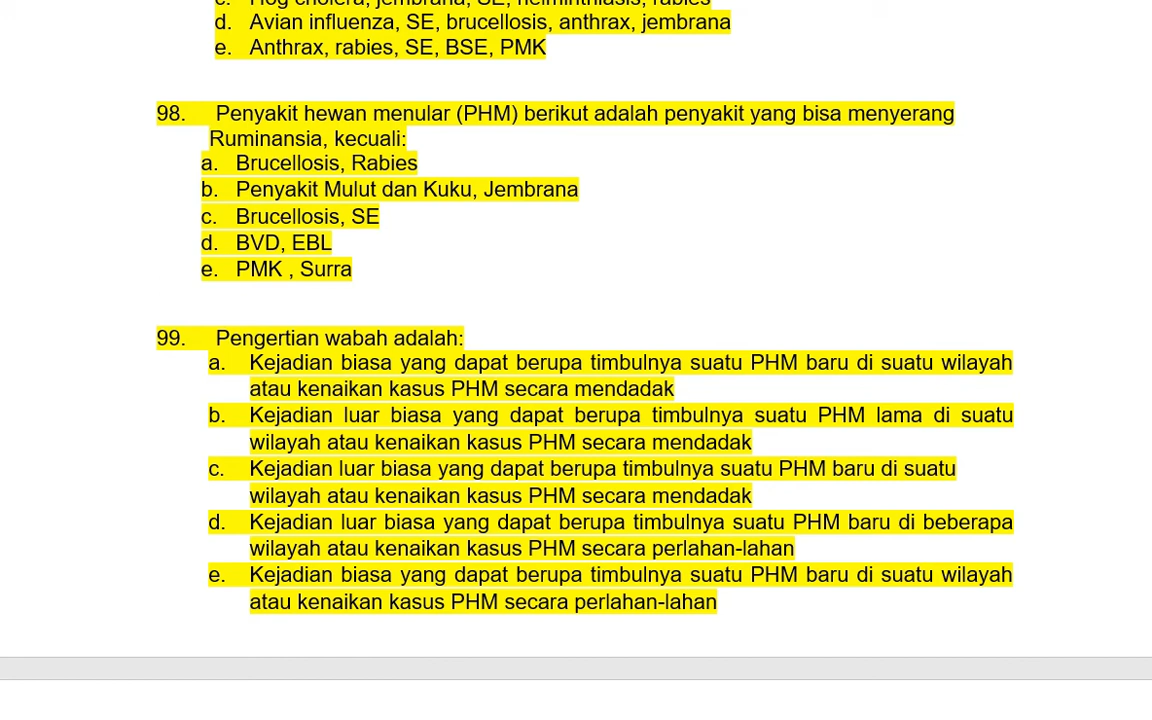 c. Hog cholera, jembrana, SE, helminthiasis, rabies
d. Avian influenza, SE, brucellosis, anthrax, jembrana
e. Anthrax, rabies, SE, BSE, PMK
98. Penyakit hewan menular (PHM) berikut adalah penyakit yang bisa menyerang
Ruminansia, kecuali:
a. Brucellosis, Rabies
b. Penyakit Mulut dan Kuku, Jembrana
c. Brucellosis, SE
d. BVD, EBL
e. PMK , Surra
99. Pengertian wabah adalah:
a. Kejadian biasa yang dapat berupa timbulnya suatu PHM baru di suatu wilayah
atau kenaikan kasus PHM secara mendadak
b. Kejadian luar biasa yang dapat berupa timbulnya suatu PHM lama di suatu
wilayah atau kenaikan kasus PHM secara mendadak
c. Kejadian luar biasa yang dapat berupa timbulnya suatu PHM baru di suatu
wilayah atau kenaikan kasus PHM secara mendadak
d. Kejadian luar biasa yang dapat berupa timbulnya suatu PHM baru di beberapa
wilayah atau kenaikan kasus PHM secara perlahan-lahan
e. Kejadian biasa yang dapat berupa timbulnya suatu PHM baru di suatu wilayah
atau kenaikan kasus PHM secara perlahan-lahan